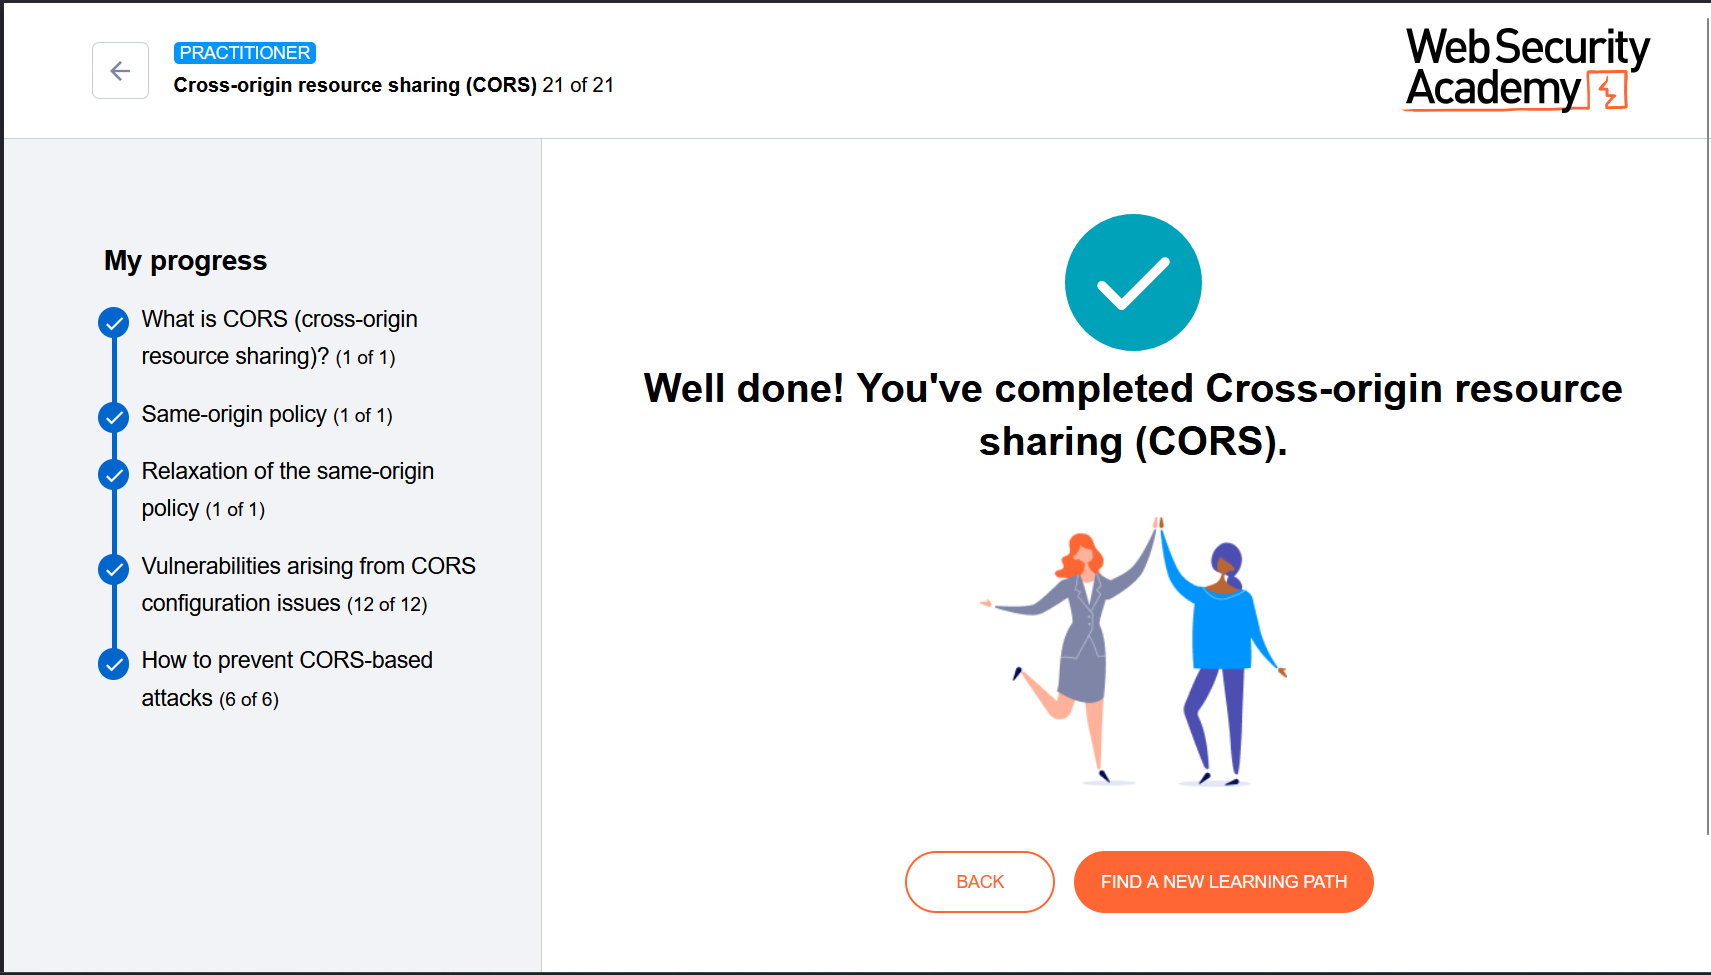 PRACTITIONER
Cross-origin resource sharing (CORS) 21 of 21
Web Security
Academy
My progress
What is CORS (cross-origin
resource sharing)? (1 of 1)
Same-origin policy (1 of 1)
Relaxation of the same-origin
policy (1 of 1)
Vulnerabilities arising from CORS
configuration issues (12 of 12)
How to prevent CORS-based
attacks (6 of 6)
Well done! You've completed Cross-origin resource
sharing (CORS).
BACK
FIND A NEW LEARNING PATH